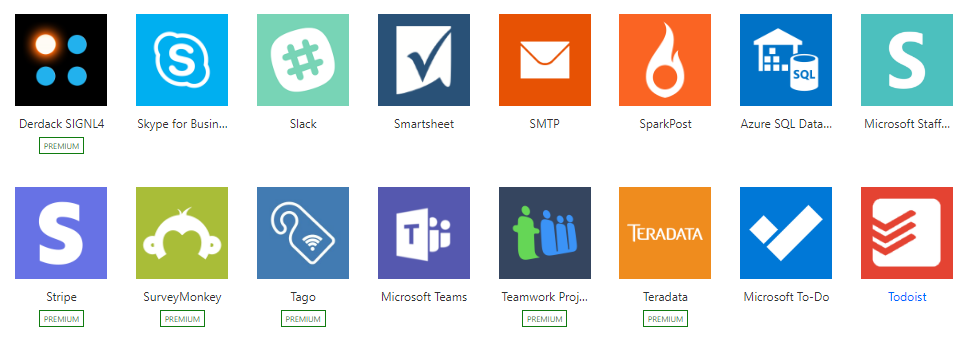 S
SQL
S
Derdack SIGNL4
Skype for Busin...
Slack
Smartsheet
SMTP
SparkPost
Azure SQL Data...
Microsoft Staff...
PREMIUM
S
T
TERADATA
Stripe
SurveyMonkey
Tago
Microsoft Teams
Teamwork Proj...
Teradata
Microsoft To-Do
Todoist
PREMIUM
PREMIUM
PREMIUM
PREMIUM
PREMIUM